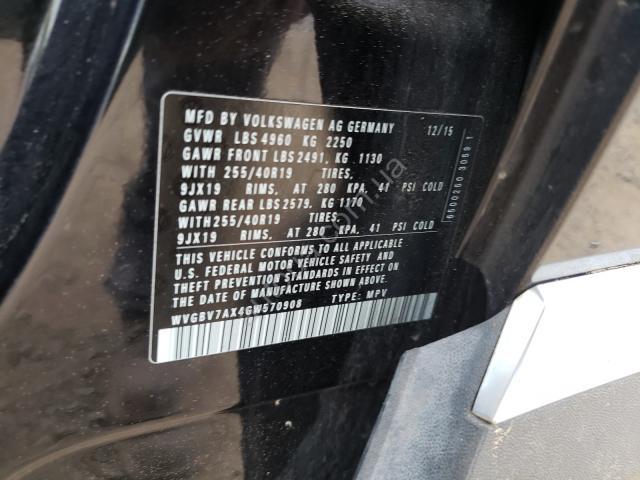 MFD BY VOLKSWAGEN AG GERMANY 12/15
GVWR LBS 4960 KG 2250
GAWR FRONT LBS 2491, KG 1130
WITH 255/40R19 TIRES,
9JX19 RIMS, AT 280 KPA, 41 PSI COLD
GAWR REAR LBS 2579, KG 1170
WITH 255/40R19 TIRES,
9JX19 RIMS, AT 280 KPA, 41 PSI COLD
THIS VEHICLE CONFORMS TO ALL APPLICABLE
U.S. FEDERAL MOTOR VEHICLE SAFETY AND
THEFT PREVENTION STANDARDS IN EFFECT ON
THE DATE OF MANUFACTURE SHOWN ABOVE
WVGBV7AX4GW570908 TYPE: MPV